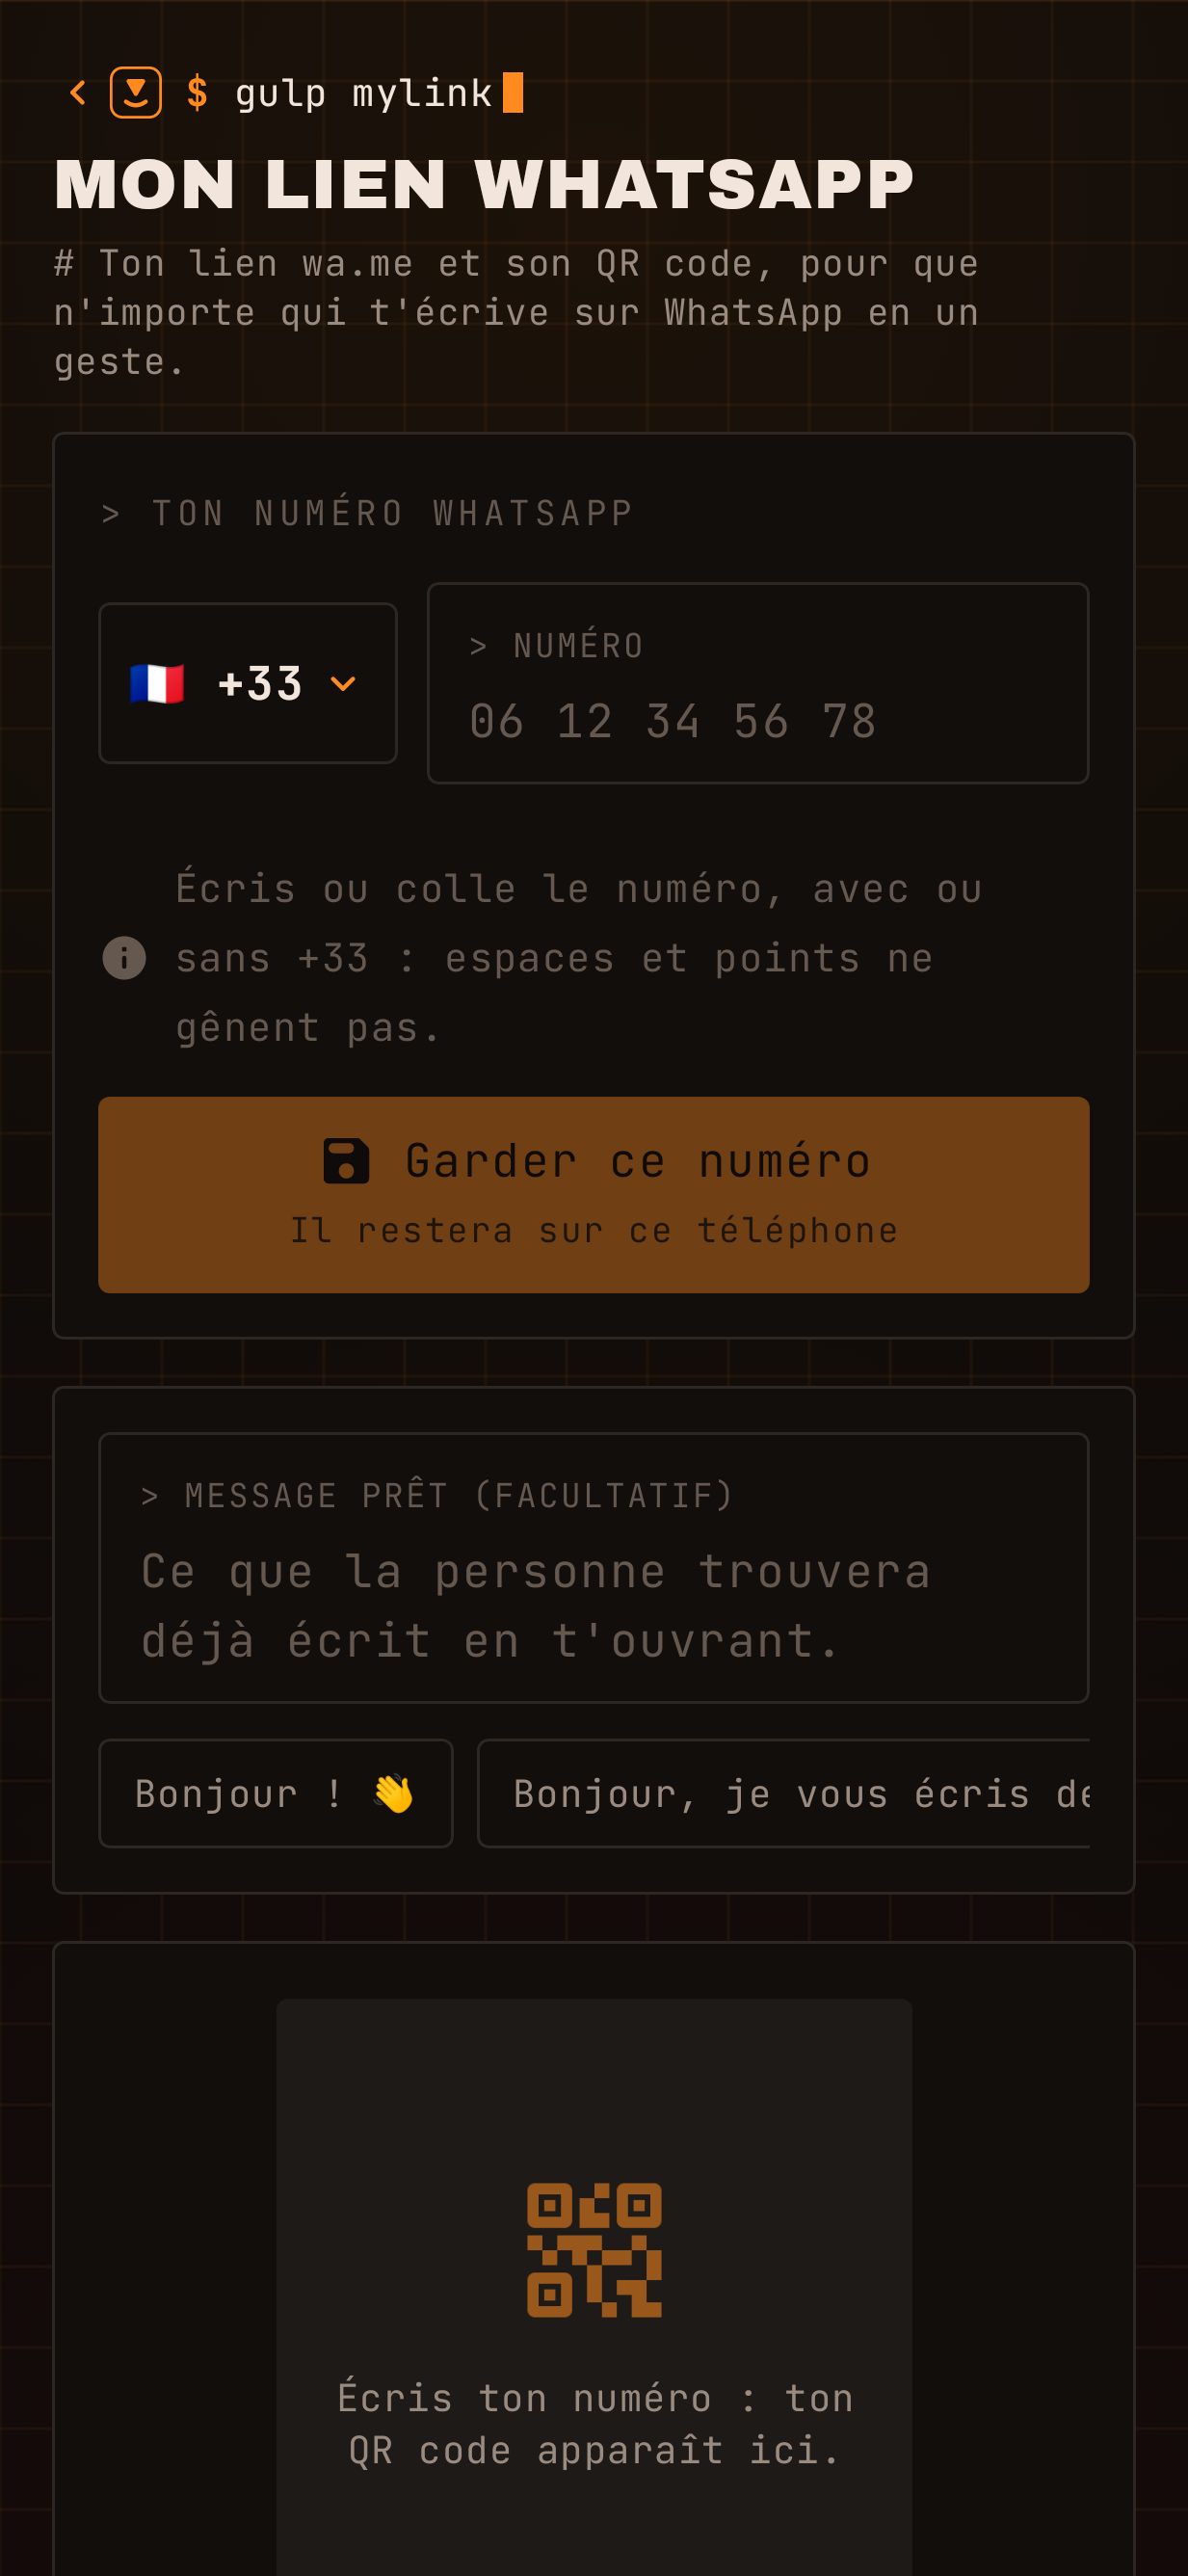 $ gulp mylink
MON LIEN WHATSAPP
# Ton lien wa.me et son QR code, pour que
n'importe qui t'écrive sur WhatsApp en un
geste.
> TON NUMÉRO WHATSAPP
🇫🇷 +33
> NUMÉRO
06 12 34 56 78
Écris ou colle le numéro, avec ou
sans +33 : espaces et points ne
gênent pas.
Garder ce numéro
Il restera sur ce téléphone
> MESSAGE PRÊT (FACULTATIF)
Ce que la personne trouvera
déjà écrit en t'ouvrant.
Bonjour ! 👋
Bonjour, je vous écris de
Écris ton numéro : ton
QR code apparaît ici.